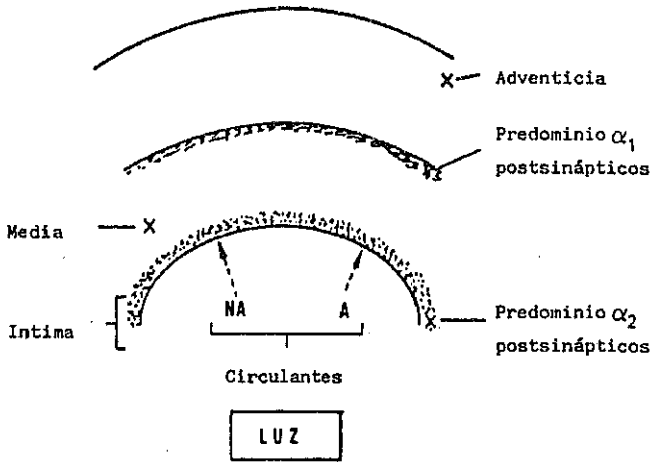 Adventicia
Predominio α₁
postsinápticos
Media
NA
A
Intima
Predominio α₂
postsinápticos
Circulantes
LUZ